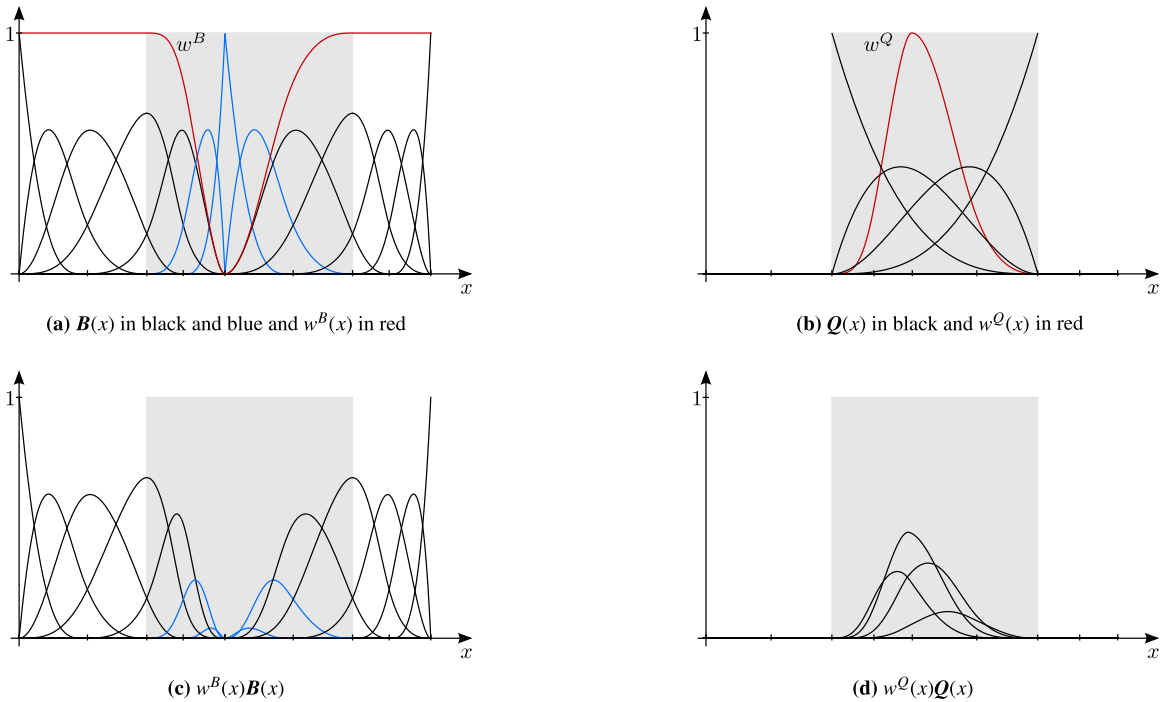 1
w^B
x
(a) B(x) in black and blue and w^B(x) in red
1
w^Q
x
(b) Q(x) in black and w^Q(x) in red
1
x
(c) w^B(x)B(x)
1
x
(d) w^Q(x)Q(x)